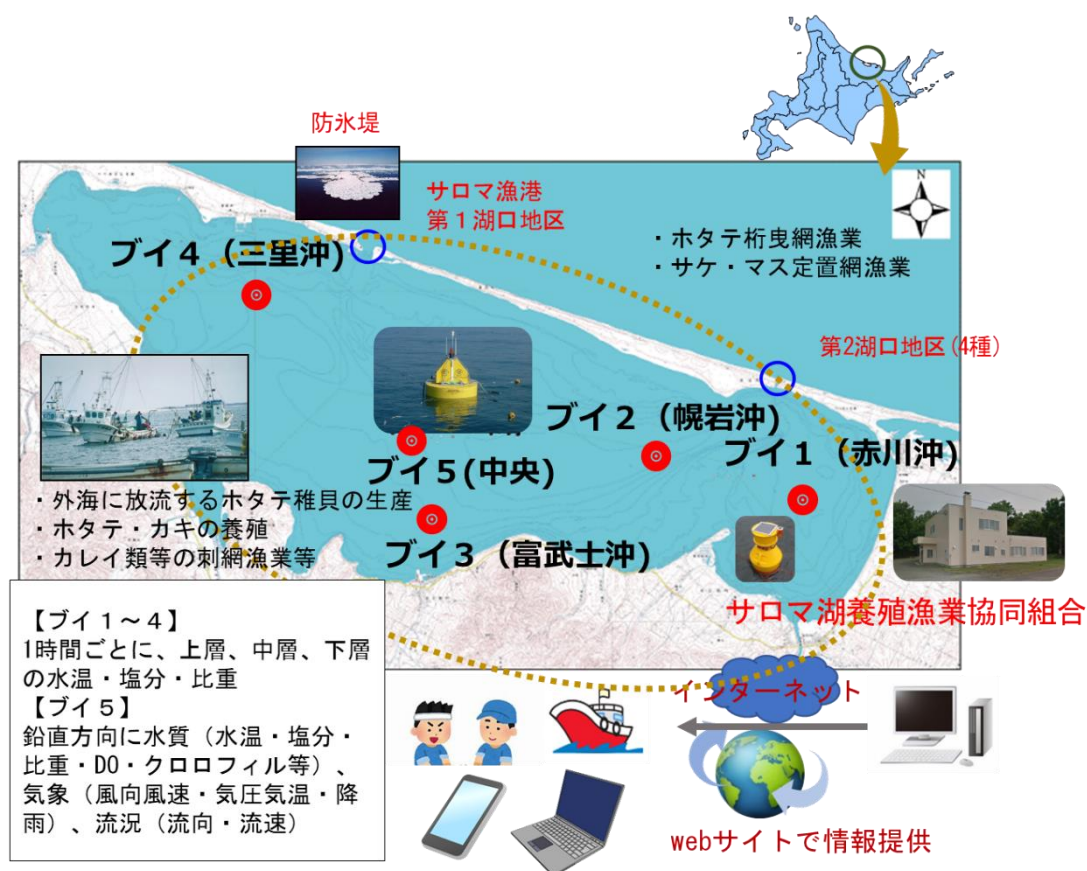 防氷堤
サロマ漁港
第1湖口地区
N
・ホタテ桁曳網漁業
・サケ・マス定置網漁業
ブイ4（三里沖)
第2湖口地区(4種)
ブイ2（幌岩沖)
ブイ1（赤川沖)
ブイ5(中央)
ブイ3（富武士沖)
・外海に放流するホタテ稚貝の生産
・ホタテ・カキの養殖
・カレイ類等の刺網漁業等
サロマ湖養殖漁業協同組合
【ブイ1～4】
1時間ごとに、上層、中層、下層
の水温・塩分・比重
【ブイ5】
鉛直方向に水質（水温・塩分・
比重・DO・クロロフィル等）、
気象（風向風速・気圧気温・降
雨）、流況（流向・流速）
インターネット
webサイトで情報提供